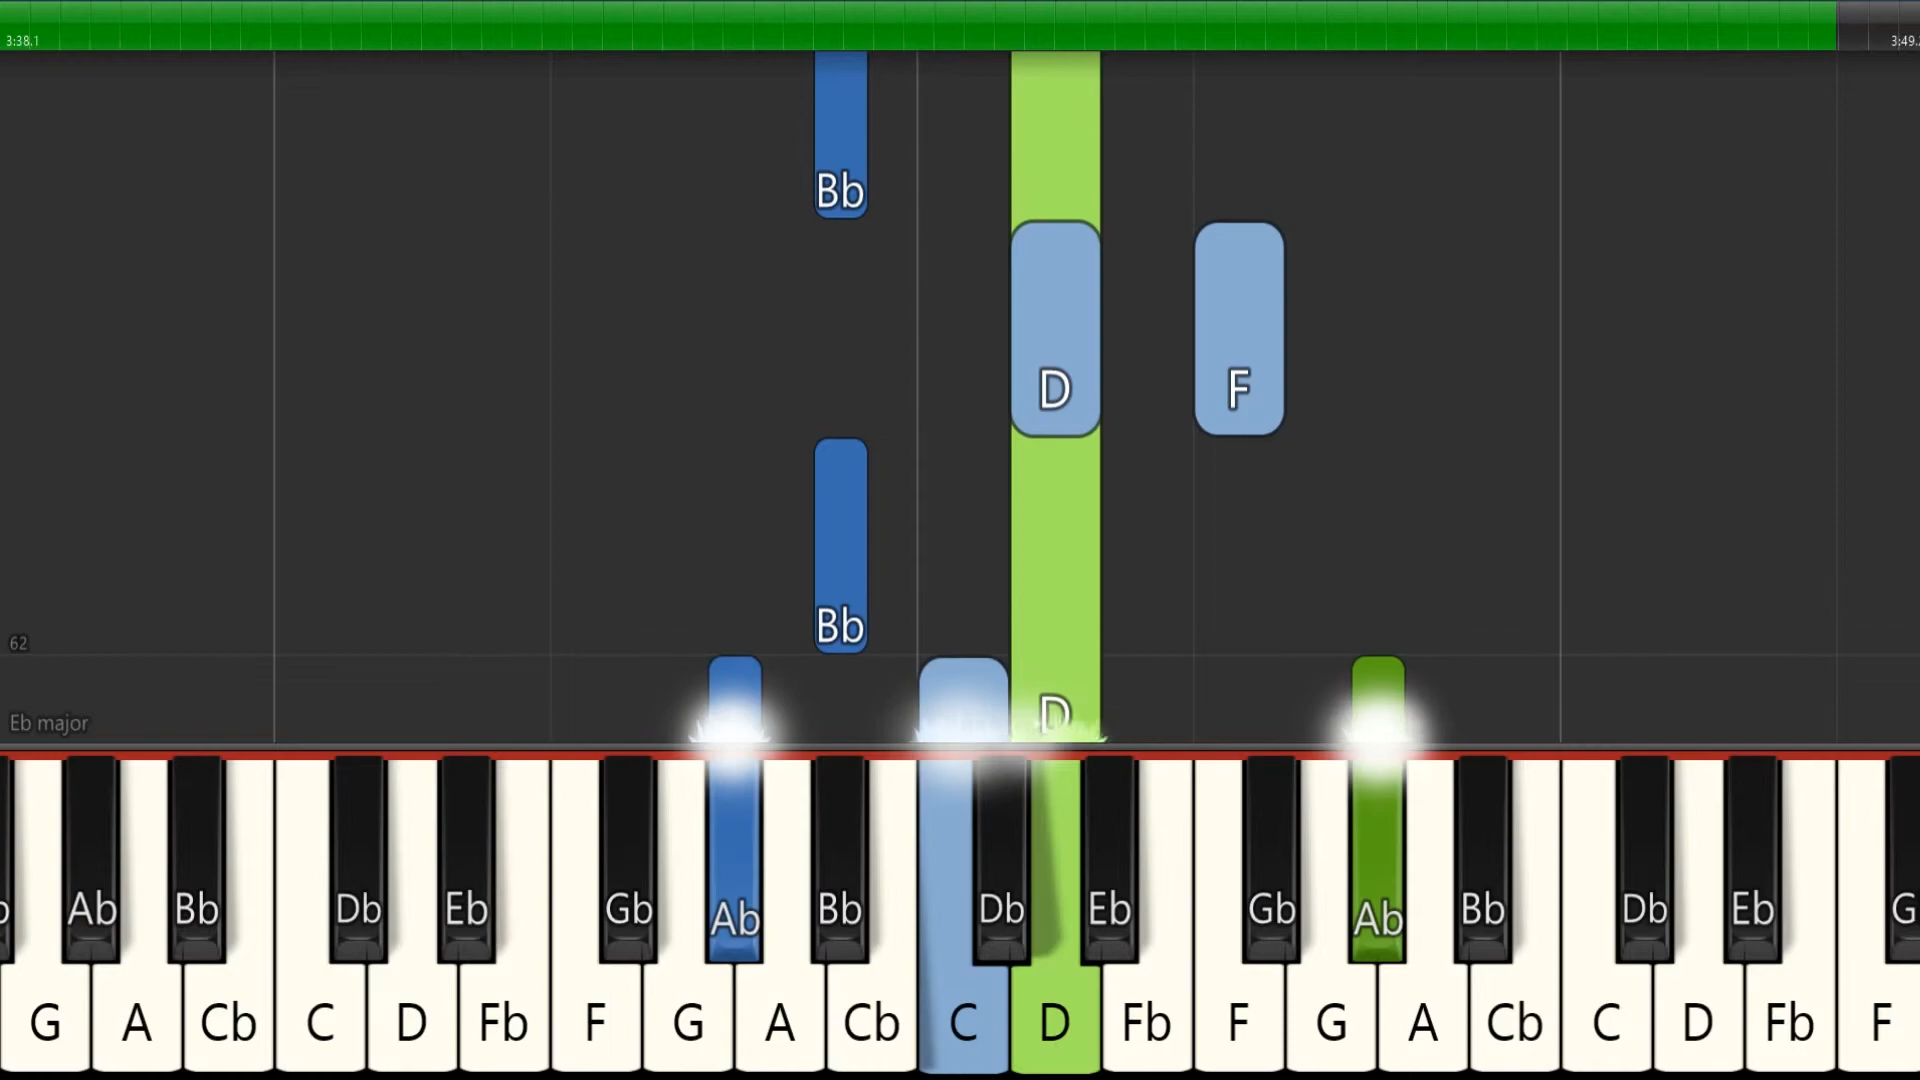 3:38.1
3:49.
Bb
D F
Bb
62
D
Eb major
Ab Bb Db Eb Gb Ab Bb Db Eb Gb Ab Bb Db Eb G
G A Cb C D Fb F G A Cb C D Fb F G A Cb C D Fb F